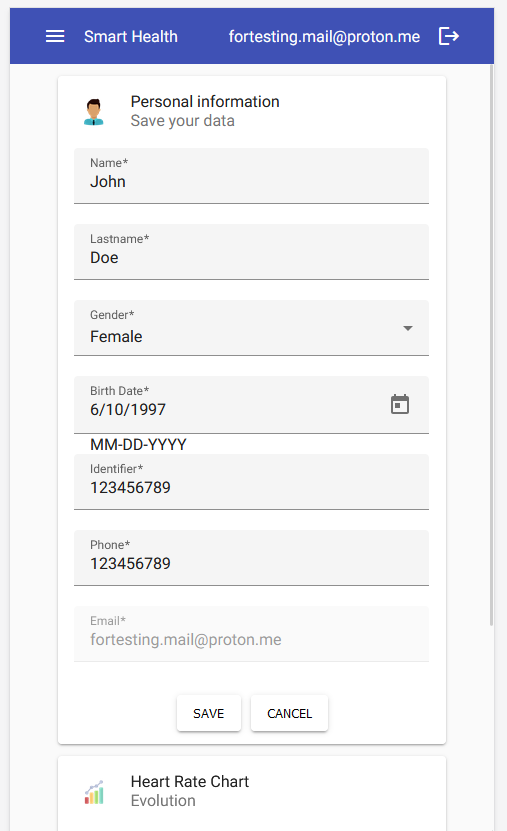 Smart Health fortesting.mail@proton.me
Personal information
Save your data
Name*
John
Lastname*
Doe
Gender*
Female
Birth Date*
6/10/1997
MM-DD-YYYY
Identifier*
123456789
Phone*
123456789
Email*
fortesting.mail@proton.me
SAVE CANCEL
Heart Rate Chart
Evolution